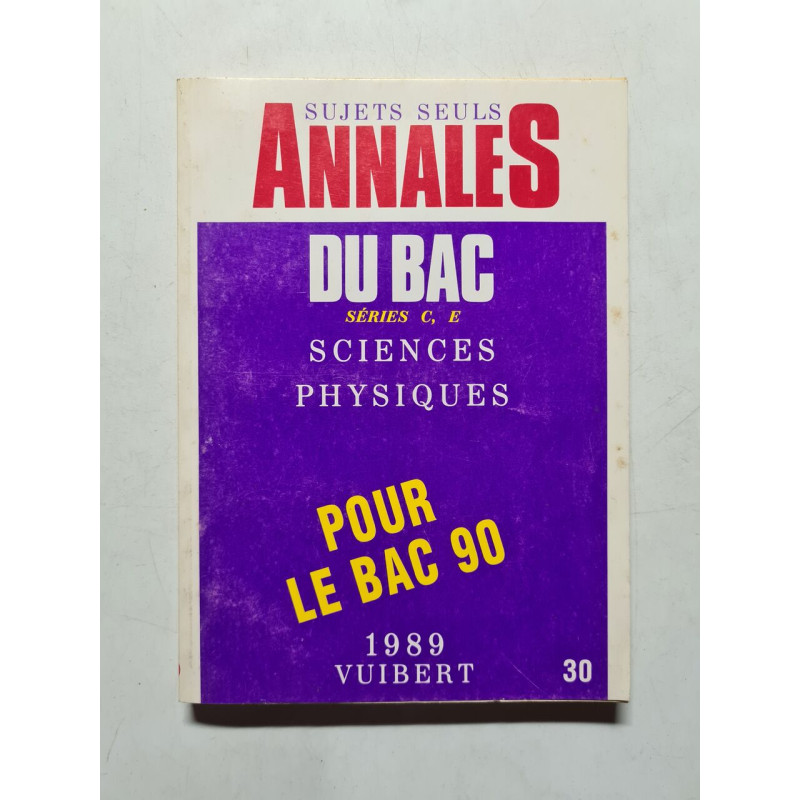 SUJETS SEULS
ANNALES
DU BAC
SÉRIES C, E
SCIENCES
PHYSIQUES
POUR
LE BAC 90
1989
VUIBERT
30